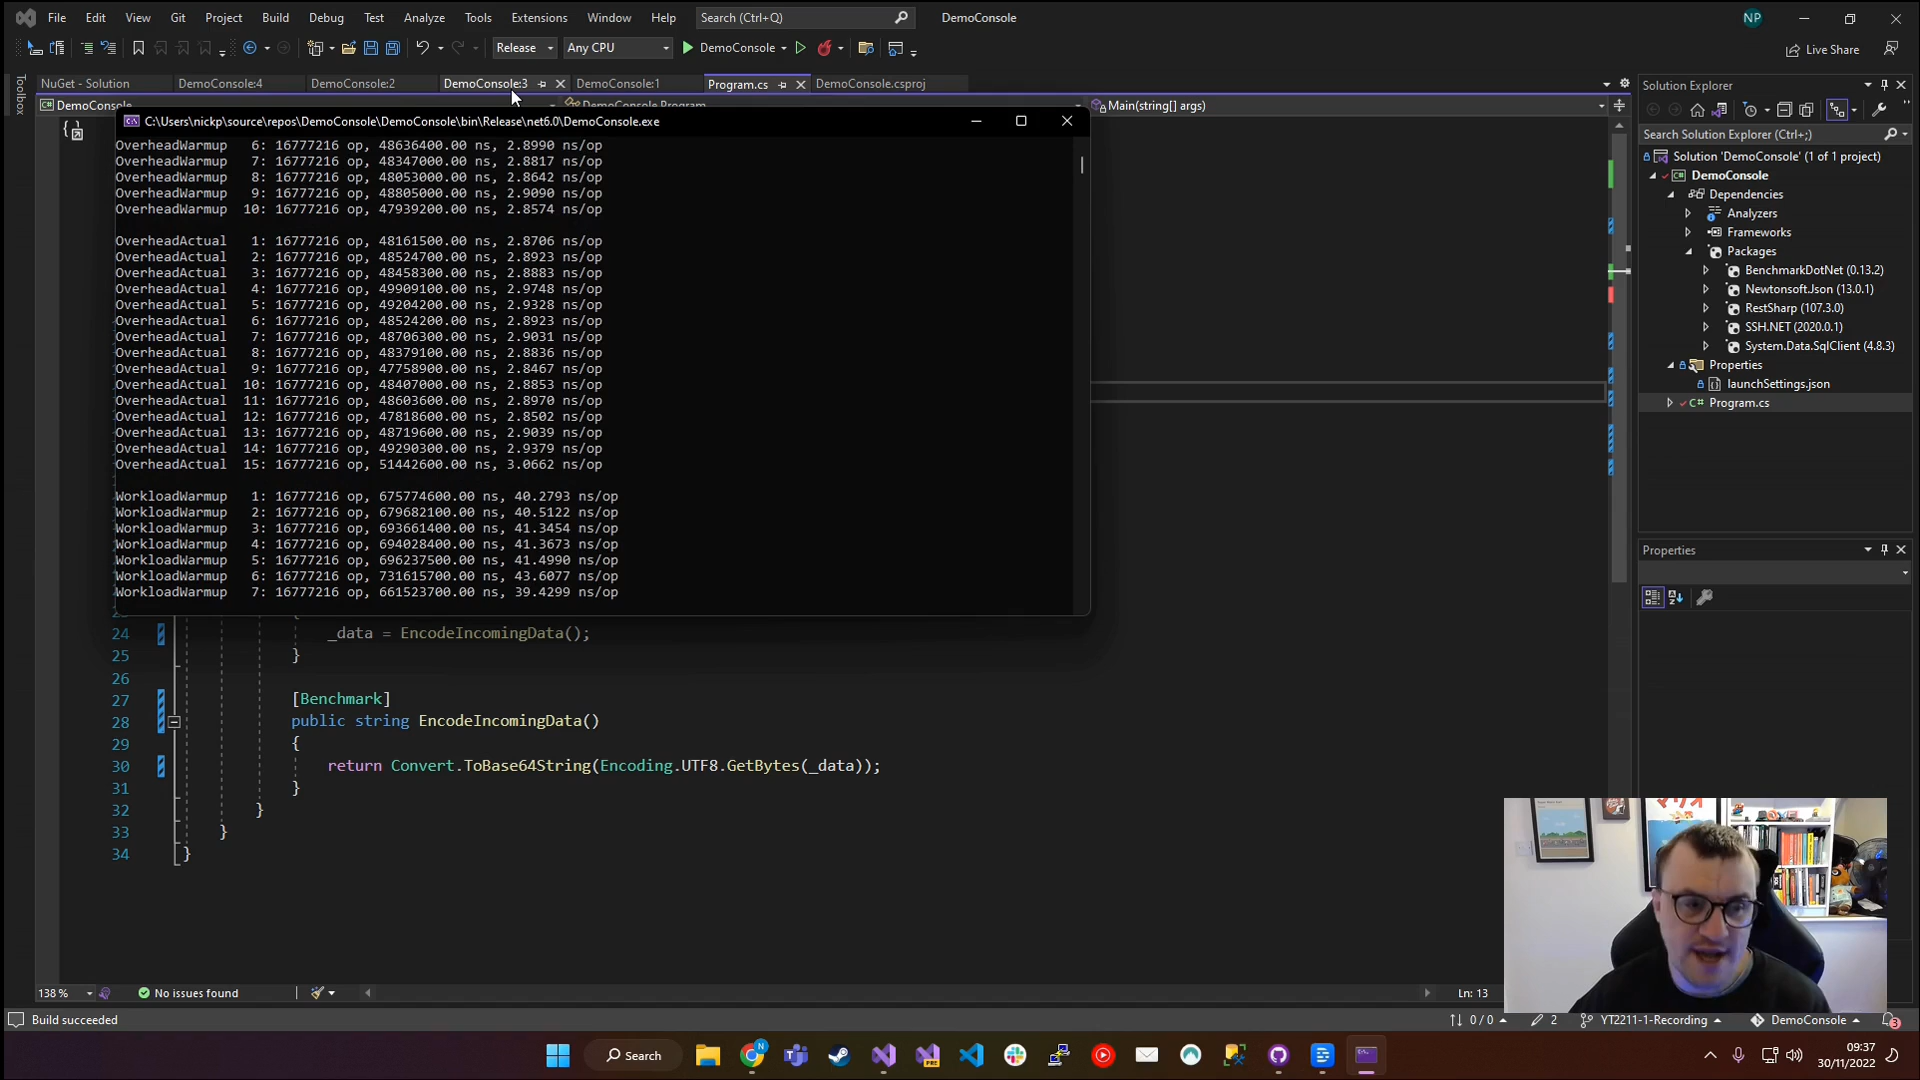 File Edit View Git Project Build Debug Test Analyze Tools Extensions Window Help Search (Ctrl+Q) DemoConsole NP
Release Any CPU DemoConsole Live Share
Toolbox
NuGet - Solution DemoConsole:4 DemoConsole:2 DemoConsole:3 DemoConsole:1 Program.cs DemoConsole.csproj
DemoConsole DemoConsole.Program Main(string[] args)
C:\Users\nickp\source\repos\DemoConsole\DemoConsole\bin\Release\net6.0\DemoConsole.exe
OverheadWarmup 6: 16777216 op, 48636400.00 ns, 2.8990 ns/op
OverheadWarmup 7: 16777216 op, 48347000.00 ns, 2.8817 ns/op
OverheadWarmup 8: 16777216 op, 48053000.00 ns, 2.8642 ns/op
OverheadWarmup 9: 16777216 op, 48805000.00 ns, 2.9090 ns/op
OverheadWarmup 10: 16777216 op, 47939200.00 ns, 2.8574 ns/op
OverheadActual 1: 16777216 op, 48161500.00 ns, 2.8706 ns/op
OverheadActual 2: 16777216 op, 48524700.00 ns, 2.8923 ns/op
OverheadActual 3: 16777216 op, 48458300.00 ns, 2.8883 ns/op
OverheadActual 4: 16777216 op, 49909100.00 ns, 2.9748 ns/op
OverheadActual 5: 16777216 op, 49204200.00 ns, 2.9328 ns/op
OverheadActual 6: 16777216 op, 48524200.00 ns, 2.8923 ns/op
OverheadActual 7: 16777216 op, 48706300.00 ns, 2.9031 ns/op
OverheadActual 8: 16777216 op, 48379100.00 ns, 2.8836 ns/op
OverheadActual 9: 16777216 op, 47758900.00 ns, 2.8467 ns/op
OverheadActual 10: 16777216 op, 48407000.00 ns, 2.8853 ns/op
OverheadActual 11: 16777216 op, 48603600.00 ns, 2.8970 ns/op
OverheadActual 12: 16777216 op, 47818600.00 ns, 2.8502 ns/op
OverheadActual 13: 16777216 op, 48719600.00 ns, 2.9039 ns/op
OverheadActual 14: 16777216 op, 49290300.00 ns, 2.9379 ns/op
OverheadActual 15: 16777216 op, 51442600.00 ns, 3.0662 ns/op
WorkloadWarmup 1: 16777216 op, 675774600.00 ns, 40.2793 ns/op
WorkloadWarmup 2: 16777216 op, 679682100.00 ns, 40.5122 ns/op
WorkloadWarmup 3: 16777216 op, 693661400.00 ns, 41.3454 ns/op
WorkloadWarmup 4: 16777216 op, 694028400.00 ns, 41.3673 ns/op
WorkloadWarmup 5: 16777216 op, 696237500.00 ns, 41.4990 ns/op
WorkloadWarmup 6: 16777216 op, 731615700.00 ns, 43.6077 ns/op
WorkloadWarmup 7: 16777216 op, 661523700.00 ns, 39.4299 ns/op
24 _data = EncodeIncomingData();
25 }
26
27 [Benchmark]
28 public string EncodeIncomingData()
29 {
30 return Convert.ToBase64String(Encoding.UTF8.GetBytes(_data));
31 }
32 }
33 }
34 }
138 % No issues found Ln: 13
Build succeeded 0 / 0 2 YT2211-1-Recording DemoConsole 3
Solution Explorer
Search Solution Explorer (Ctrl+;)
Solution 'DemoConsole' (1 of 1 project)
DemoConsole
Dependencies
Analyzers
Frameworks
Packages
BenchmarkDotNet (0.13.2)
Newtonsoft.Json (13.0.1)
RestSharp (107.3.0)
SSH.NET (2020.0.1)
System.Data.SqlClient (4.8.3)
Properties
launchSettings.json
Program.cs
Properties
Search
09:37
30/11/2022